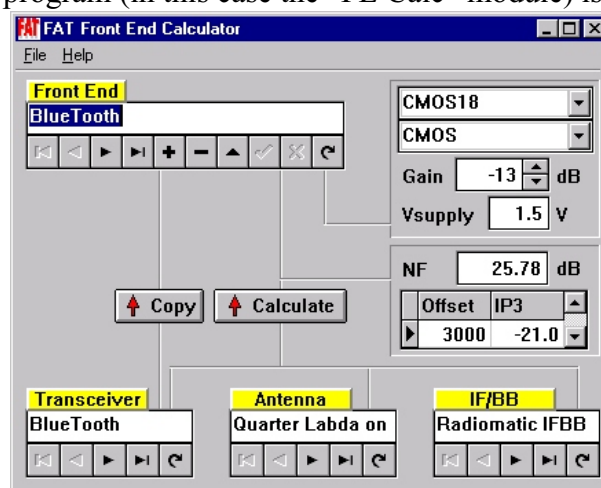 program (in this case the "FE Calc" module) is
FAT FAT Front End Calculator
File Help
Front End
BlueTooth
CMOS18
CMOS
Gain -13 dB
Vsupply 1.5 V
NF 25.78 dB
Offset IP3
3000 -21.0
Copy Calculate
Transceiver Antenna IF/BB
BlueTooth Quarter Labda on Radiomatic IFBB